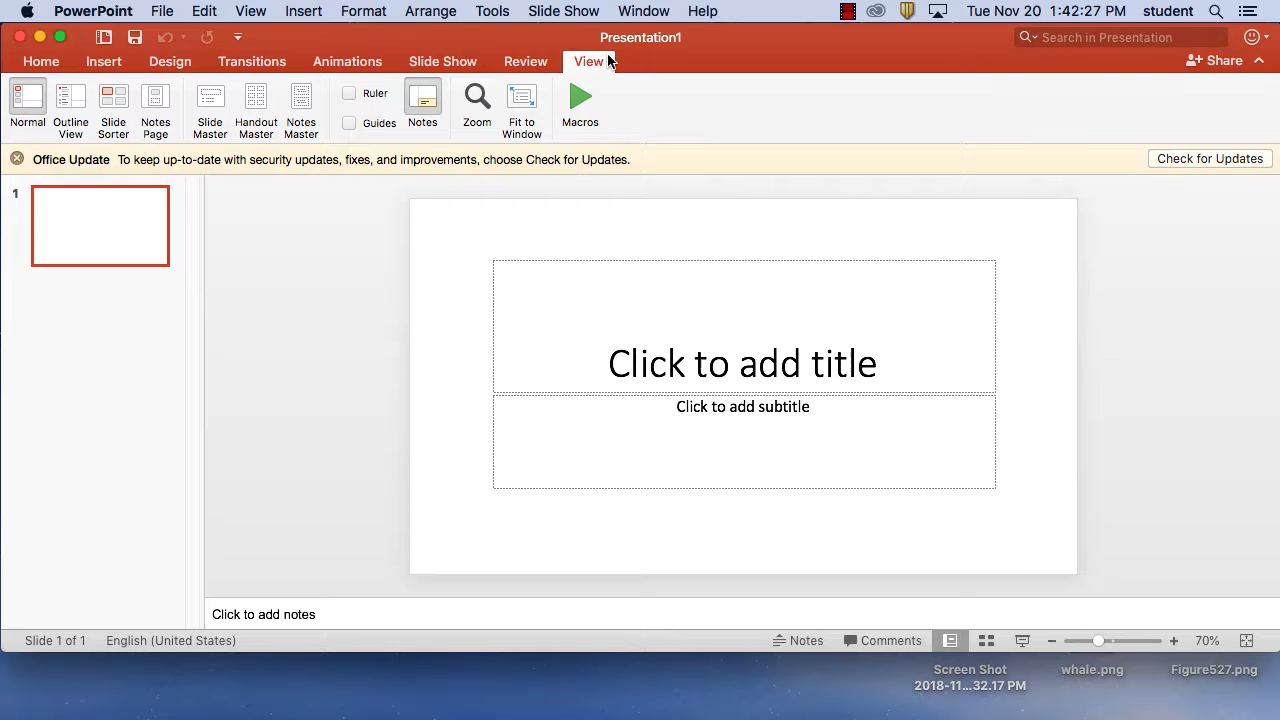 PowerPoint File Edit View Insert Format Arrange Tools Slide Show Window Help Tue Nov 20 1:42:27 PM student
Presentation1 Search in Presentation
Home Insert Design Transitions Animations Slide Show Review View Share
Normal Outline View Slide Sorter Notes Page Slide Master Handout Master Notes Master Ruler Guides Notes Zoom Fit to Window Macros
Office Update To keep up-to-date with security updates, fixes, and improvements, choose Check for Updates. Check for Updates
1
Click to add title
Click to add subtitle
Click to add notes
Slide 1 of 1 English (United States) Notes Comments 70%
Screen Shot 2018-11...32.17 PM whale.png Figure527.png